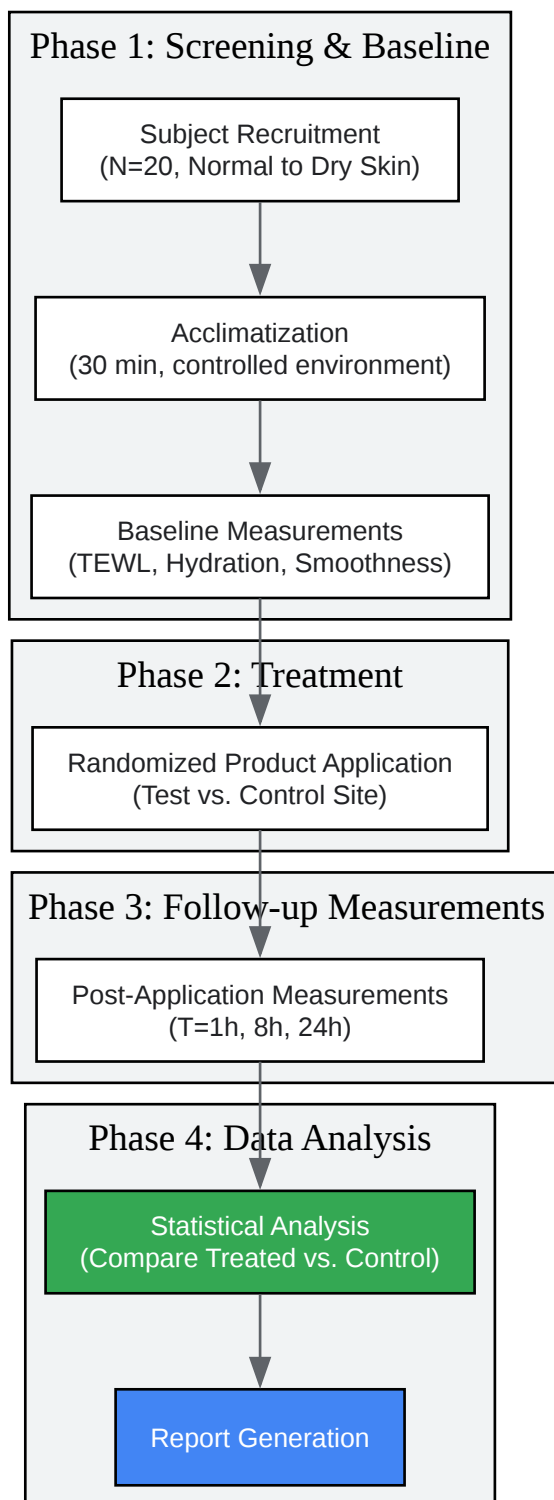 Phase 1: Screening & Baseline
Subject Recruitment
(N=20, Normal to Dry Skin)
Acclimatization
(30 min, controlled environment)
Baseline Measurements
(TEWL, Hydration, Smoothness)
Phase 2: Treatment
Randomized Product Application
(Test vs. Control Site)
Phase 3: Follow-up Measurements
Post-Application Measurements
(T=1h, 8h, 24h)
Phase 4: Data Analysis
Statistical Analysis
(Compare Treated vs. Control)
Report Generation